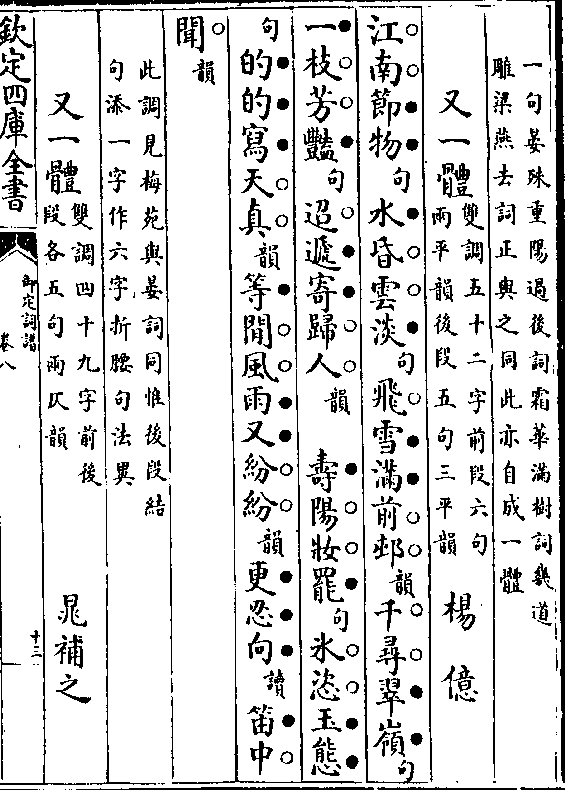 一句晏殊重陽過後詞霜華滿樹詞幾道
雕梁燕去詞正與之同此亦自成一體
又一體 雙調五十二字前段六句
兩平韻後段五句三平韻 楊億
江南節物句水昏雲淡句飛雪滿前邨韻千尋翠嶺句
一枝芳豔句迢遞寄歸人韻 壽陽妝罷句氷恣玉態
句的的寫天真韻等閒風雨又紛紛韻更忍向讀笛中
聞韻
此調見梅苑與晏詞同惟後段結
句添一字作六字折腰句法異
又一體 雙調四十九字前後
段各五句兩仄韻 晁補之
欽定四庫全書
御定詞譜
卷八
十三